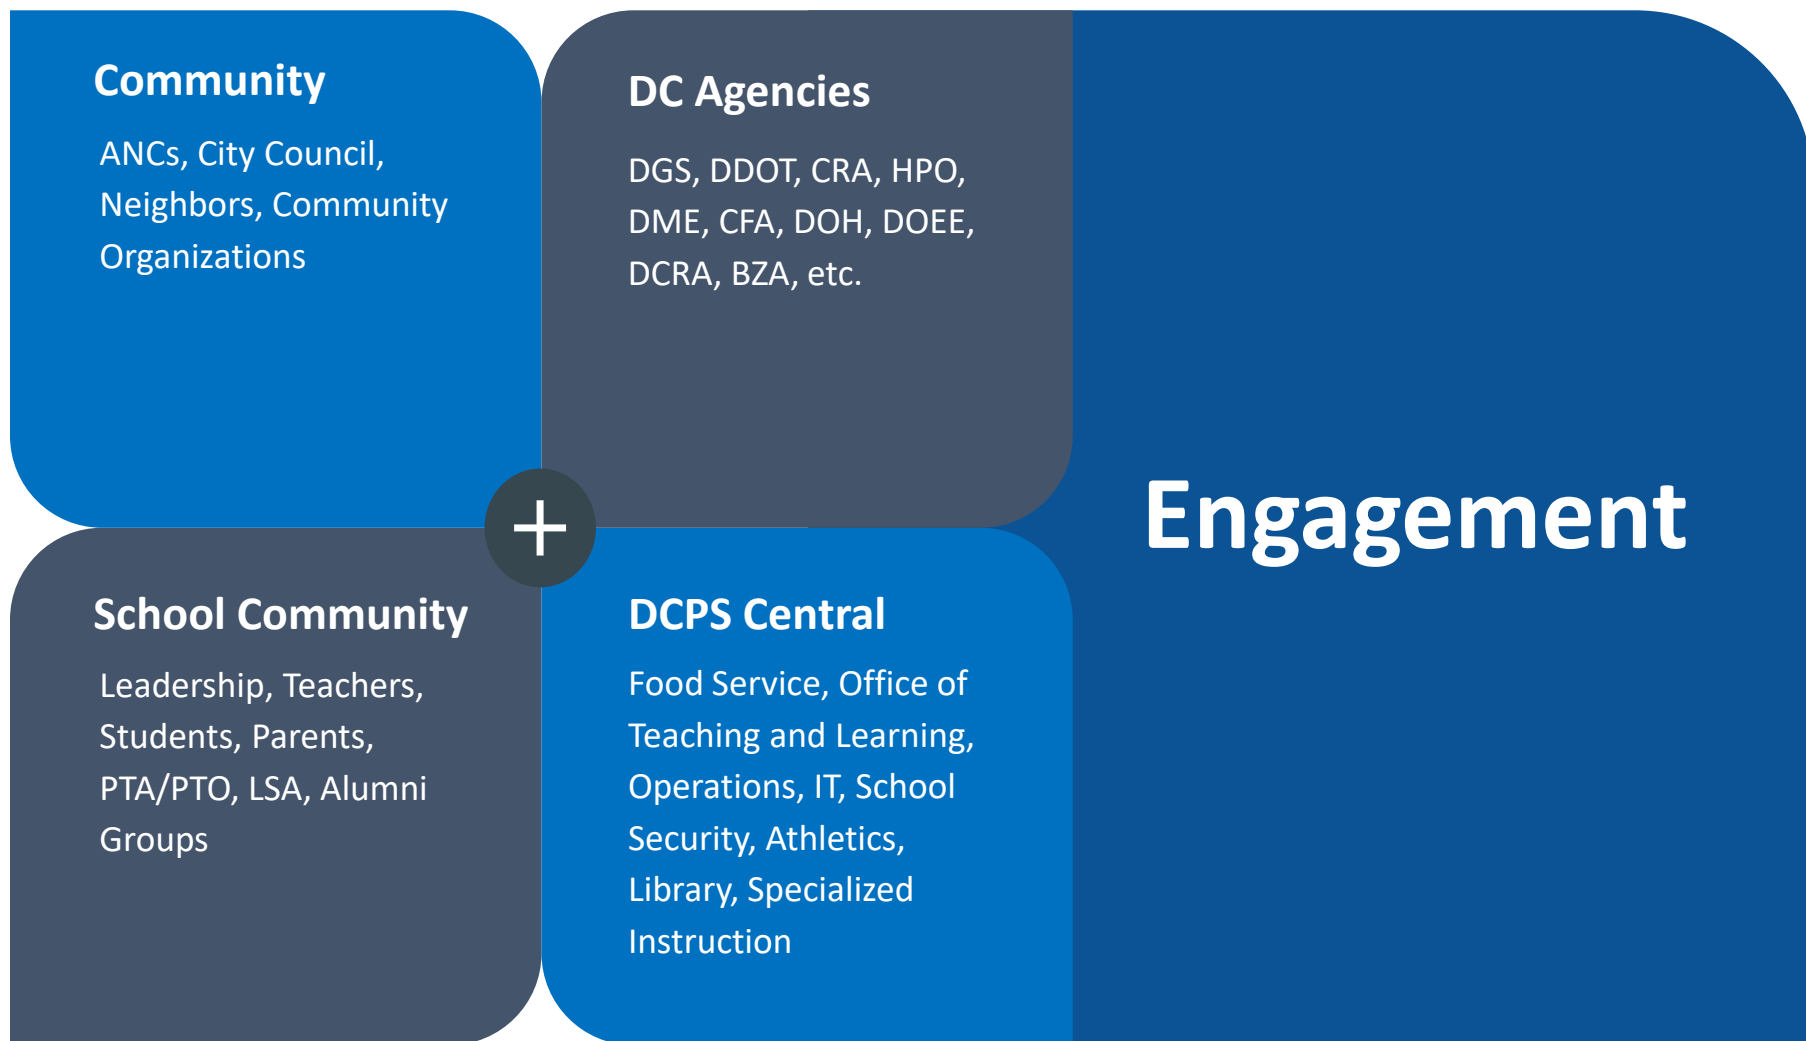 Community
ANCs, City Council,
Neighbors, Community
Organizations
DC Agencies
DGS, DDOT, CRA, HPO,
DME, CFA, DOH, DOEE,
DCRA, BZA, etc.
School Community
Leadership, Teachers,
Students, Parents,
PTA/PTO, LSA, Alumni
Groups
DCPS Central
Food Service, Office of
Teaching and Learning,
Operations, IT, School
Security, Athletics,
Library, Specialized
Instruction
Engagement